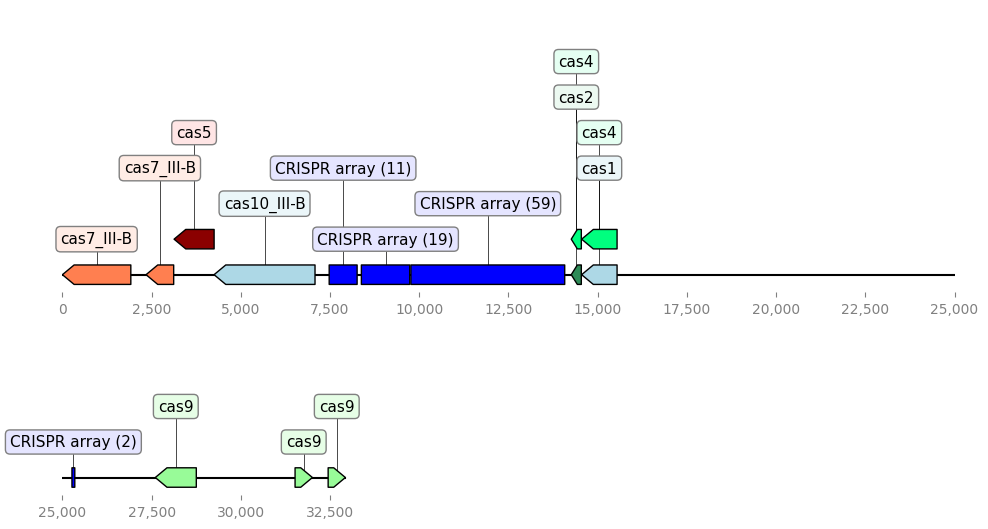 cas4
cas2
cas5
cas4
cas7_III-B
CRISPR array (11)
cas1
cas10_III-B
CRISPR array (59)
cas7_III-B
CRISPR array (19)
0 2,500 5,000 7,500 10,000 12,500 15,000 17,500 20,000 22,500 25,000
cas9
cas9
CRISPR array (2)
cas9
25,000 27,500 30,000 32,500